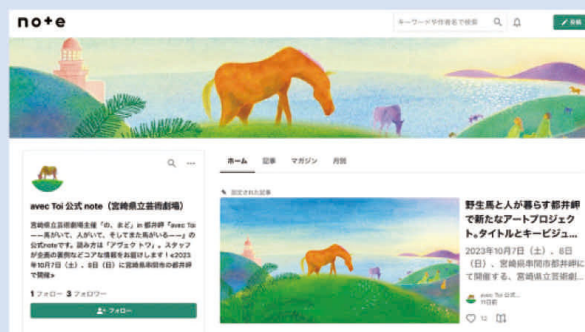 note
キーワードや作者名で検索
投稿
ホーム 記事 マガジン 月別
avec Toi 公式 note（宮崎県立芸術劇場）
宮崎県立芸術劇場主催「の、まど」in 都井岬『avec Toi
——馬がいて、人がいて、そしてまた馬がいる——』の
公式noteです。読み方は「アヴェク トワ」。スタッフ
が企画の裏側などコアな情報をお届けします！«2023
年10月7日（土）、8日（日）に宮崎県串間市の都井岬
で開催»
1 フォロー 3 フォロワー
フォロー
固定された記事
野生馬と人が暮らす都井岬
で新たなアートプロジェク
ト。タイトルとキービジュ...
2023年10月7日（土）、8日
（日）、宮崎県串間市都井岬に
て開催する、宮崎県立芸術劇...
avec Toi 公式...
11日前
12